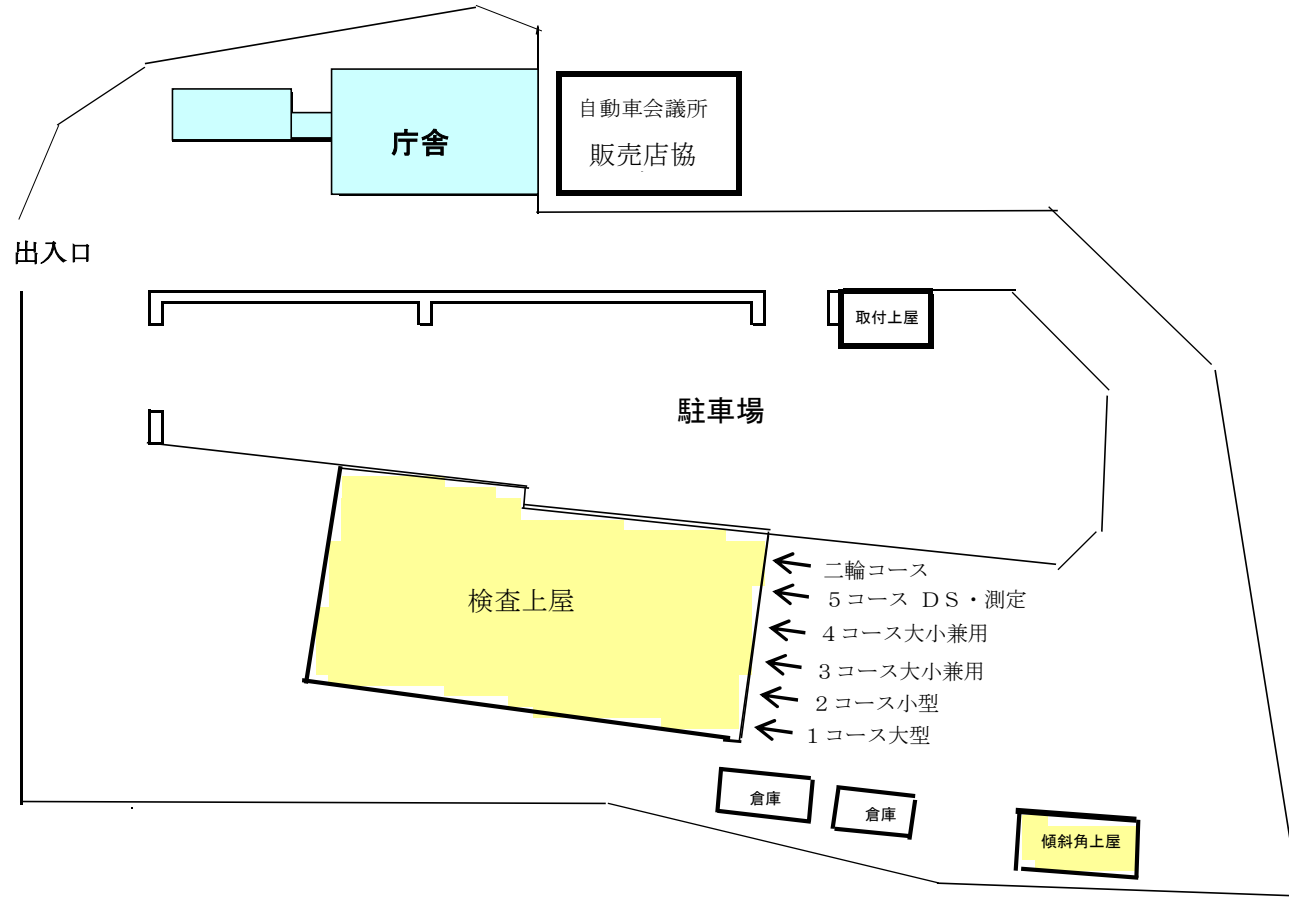 自動車会議所
販売店協
庁舎
出入口
取付上屋
駐車場
検査上屋
二輪コース
５コース ＤＳ・測定
４コース大小兼用
３コース大小兼用
２コース小型
１コース大型
倉庫
倉庫
傾斜角上屋